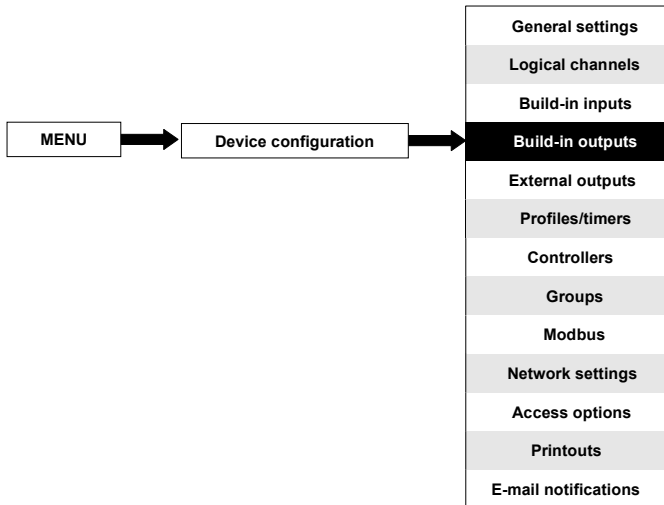 MENU
Device configuration
General settings
Logical channels
Build-in inputs
Build-in outputs
External outputs
Profiles/timers
Controllers
Groups
Modbus
Network settings
Access options
Printouts
E-mail notifications